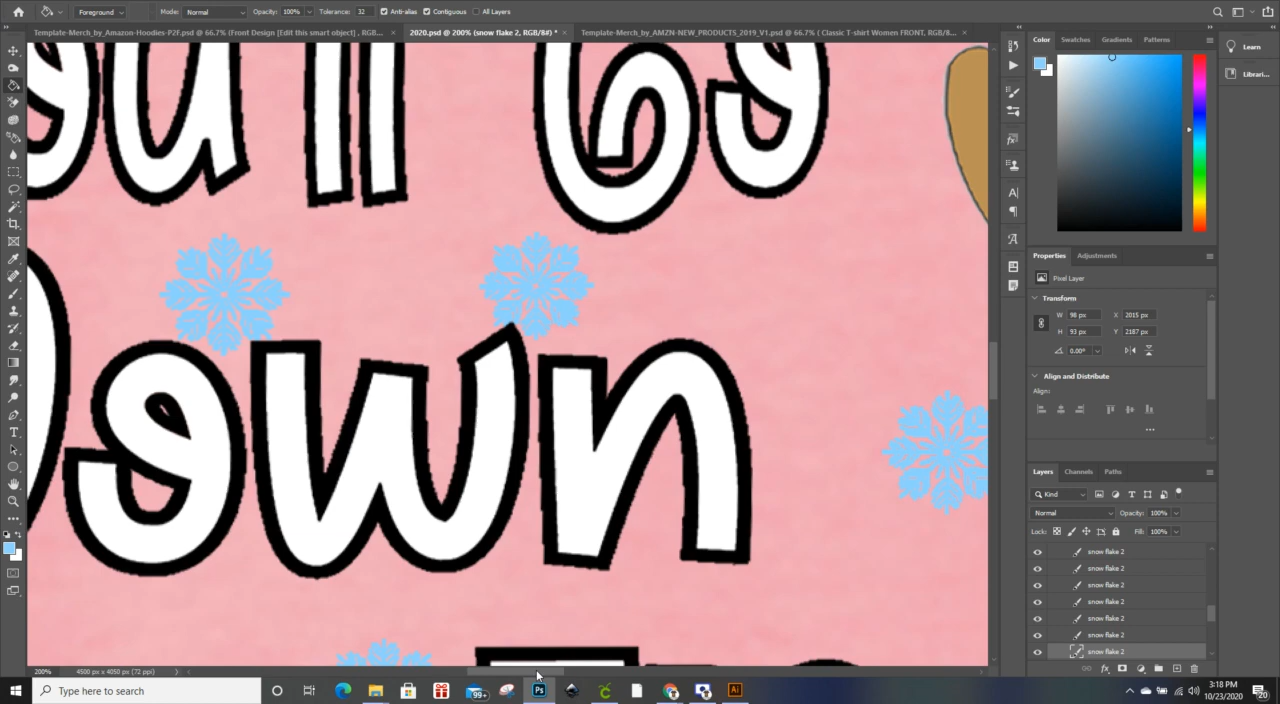 Foreground Mode: Normal Opacity: 100% Tolerance: 32 Anti-alias Contiguous All Layers
Template-Merch_by_Amazon-Hoodies-P2F.psd @ 66.7% (Front Design [Edit this smart object] , RGB... × 2020.psd @ 200% (snow flake 2, RGB/8#) * × Template-Merch_by_AMZN-NEW_PRODUCTS_2019_V1.psd @ 66.7% ( Classic T-shirt Women FRONT, RGB/8... ×
Color Swatches Gradients Patterns
Learn
Librari...
Down
Properties Adjustments
Pixel Layer
Transform
W 98 px X 2015 px
H 93 px Y 2187 px
0.00°
Align and Distribute
Align:
...
Layers Channels Paths
Kind
Normal Opacity: 100%
Lock: Fill: 100%
snow flake 2
snow flake 2
snow flake 2
snow flake 2
snow flake 2
snow flake 2
snow flake 2
200% 4500 px x 4050 px (72 ppi)
Type here to search
99+
Ps
Ai
3:18 PM
10/23/2020
20